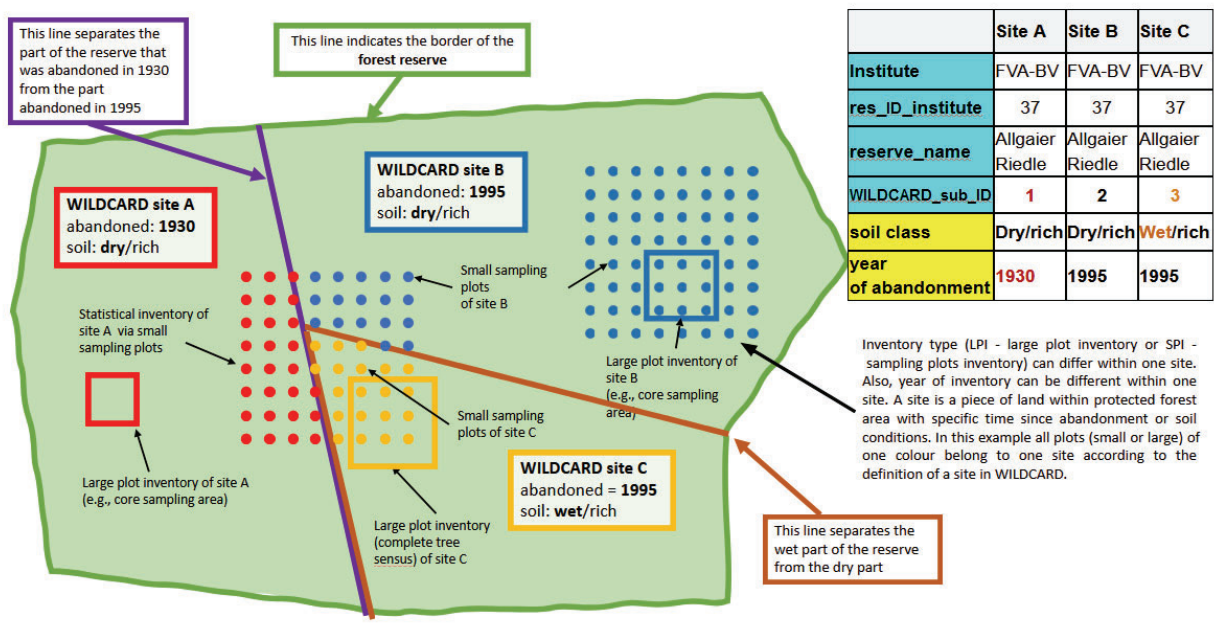 This line separates the
part of the reserve that
was abandoned in 1930
from the part
abandoned in 1995
This line indicates the border of the
forest reserve
WILDCARD site A
abandoned: 1930
soil: dry/rich
WILDCARD site B
abandoned: 1995
soil: dry/rich
Small sampling
plots
of site B
Statistical inventory of
site A via small
sampling plots
Large plot inventory of
site B
(e.g., core sampling
area)
Small sampling
plots of site C
Large plot inventory of site A
(e.g., core sampling area)
WILDCARD site C
abandoned = 1995
soil: wet/rich
Large plot inventory
(complete tree
sensus) of site C
This line separates the
wet part of the reserve
from the dry part
Site A Site B Site C
Institute FVA-BV FVA-BV FVA-BV
res_ID_institute 37 37 37
reserve_name Allgaier Riedle Allgaier Riedle Allgaier Riedle
WILDCARD_sub_ID 1 2 3
soil class Dry/rich Dry/rich Wet/rich
year
of abandonment 1930 1995 1995
Inventory type (LPI - large plot inventory or SPI -
sampling plots inventory) can differ within one site.
Also, year of inventory can be different within one
site. A site is a piece of land within protected forest
area with specific time since abandonment or soil
conditions. In this example all plots (small or large) of
one colour belong to one site according to the
definition of a site in WILDCARD.